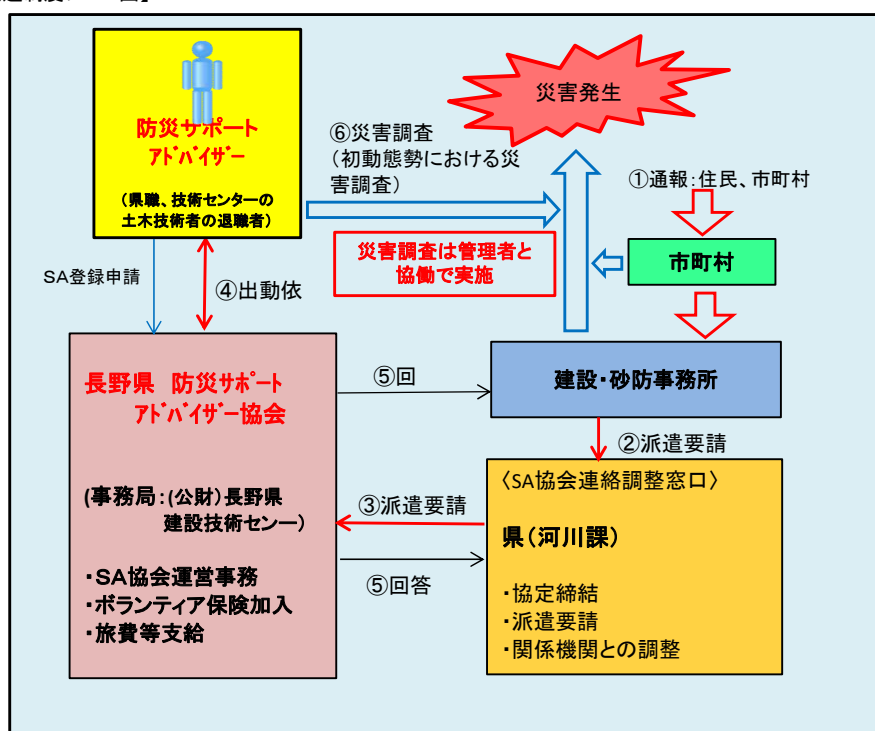 災害発生
防災サポート
アドバイザー
(県職、技術センターの
土木技術者の退職者)
⑥災害調査
(初動態勢における災
害調査)
①通報:住民、市町村
災害調査は管理者と
協働で実施
市町村
SA登録申請
④出動依
長野県 防災サポート
アドバイザー協会
⑤回
建設・砂防事務所
②派遣要請
(事務局:(公財)長野県
建設技術センー)
③派遣要請
〈SA協会連絡調整窓口〉
県(河川課)
・SA協会運営事務
・ボランティア保険加入
・旅費等支給
⑤回答
・協定締結
・派遣要請
・関係機関との調整